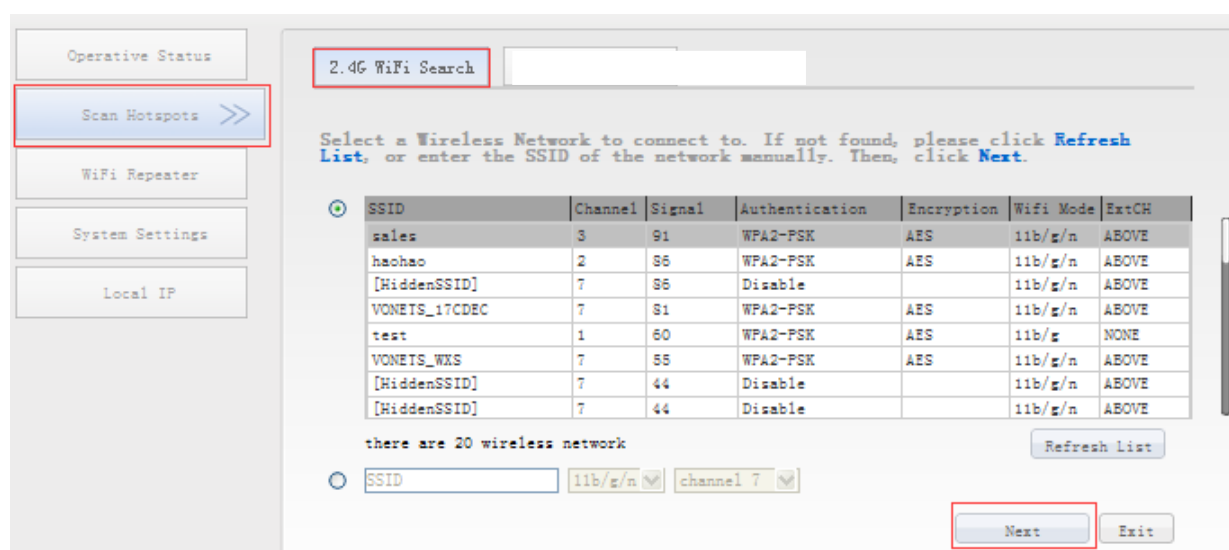 Operative Status
2.4G WiFi Search
Scan Hotspots
Select a Wireless Network to connect to. If not found, please click Refresh
List, or enter the SSID of the network manually. Then, click Next.
WiFi Repeater
System Settings
Local IP
SSID Channel Signal Authentication Encryption Wifi Mode ExtCH
sales 3 91 WPA2-PSK AES 11b/g/n ABOVE
haohao 2 86 WPA2-PSK AES 11b/g/n ABOVE
[HiddenSSID] 7 86 Disable 11b/g/n ABOVE
VONETS_17CDEC 7 81 WPA2-PSK AES 11b/g/n ABOVE
test 1 60 WPA2-PSK AES 11b/g NONE
VONETS_WXS 7 55 WPA2-PSK AES 11b/g/n ABOVE
[HiddenSSID] 7 44 Disable 11b/g/n ABOVE
[HiddenSSID] 7 44 Disable 11b/g/n ABOVE
there are 20 wireless network
Refresh List
SSID 11b/g/n channel 7
Next Exit